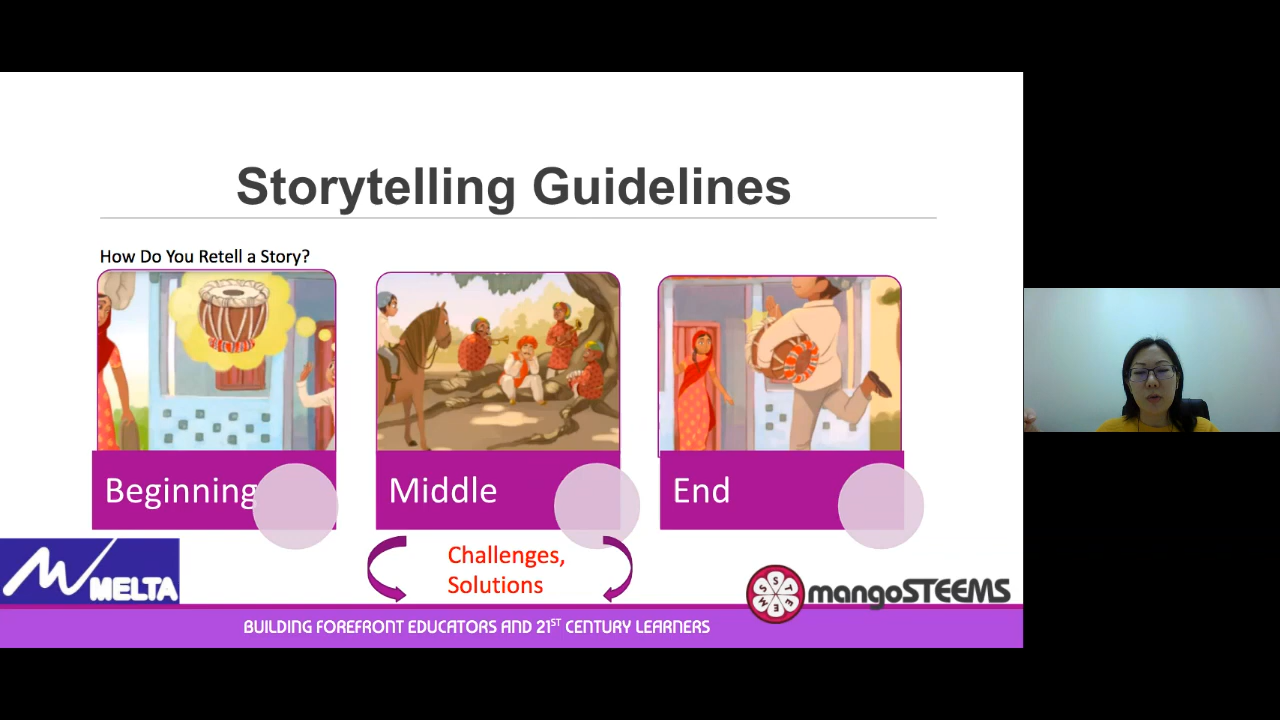 Storytelling Guidelines
How Do You Retell a Story?
Beginning
Middle
End
Challenges,
Solutions
MELTA
STEEMS
mangoSTEEMS
BUILDING FOREFRONT EDUCATORS AND 21ST CENTURY LEARNERS